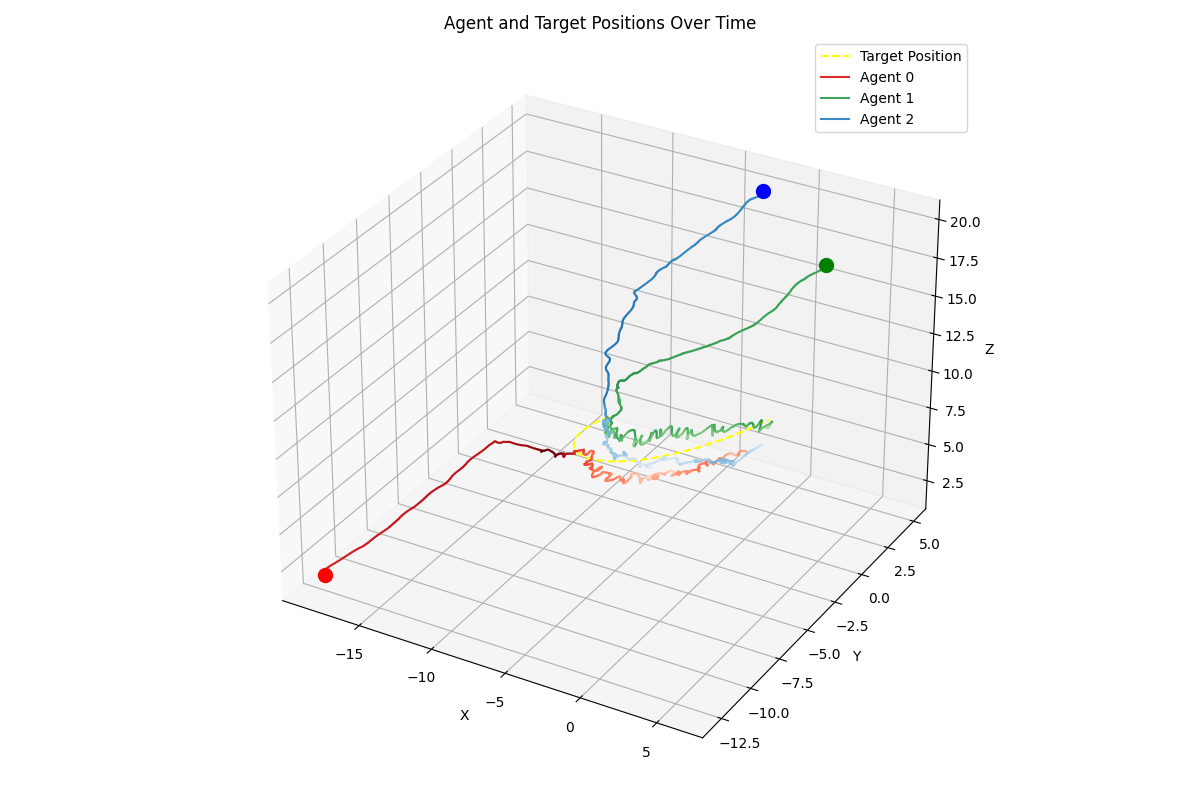 Agent and Target Positions Over Time
Target Position
Agent 0
Agent 1
Agent 2
20.0
17.5
15.0
12.5
10.0
7.5
5.0
2.5
Z
5.0
2.5
0.0
−2.5
−5.0
−7.5
−10.0
−12.5
Y
−15
−10
−5
0
5
X